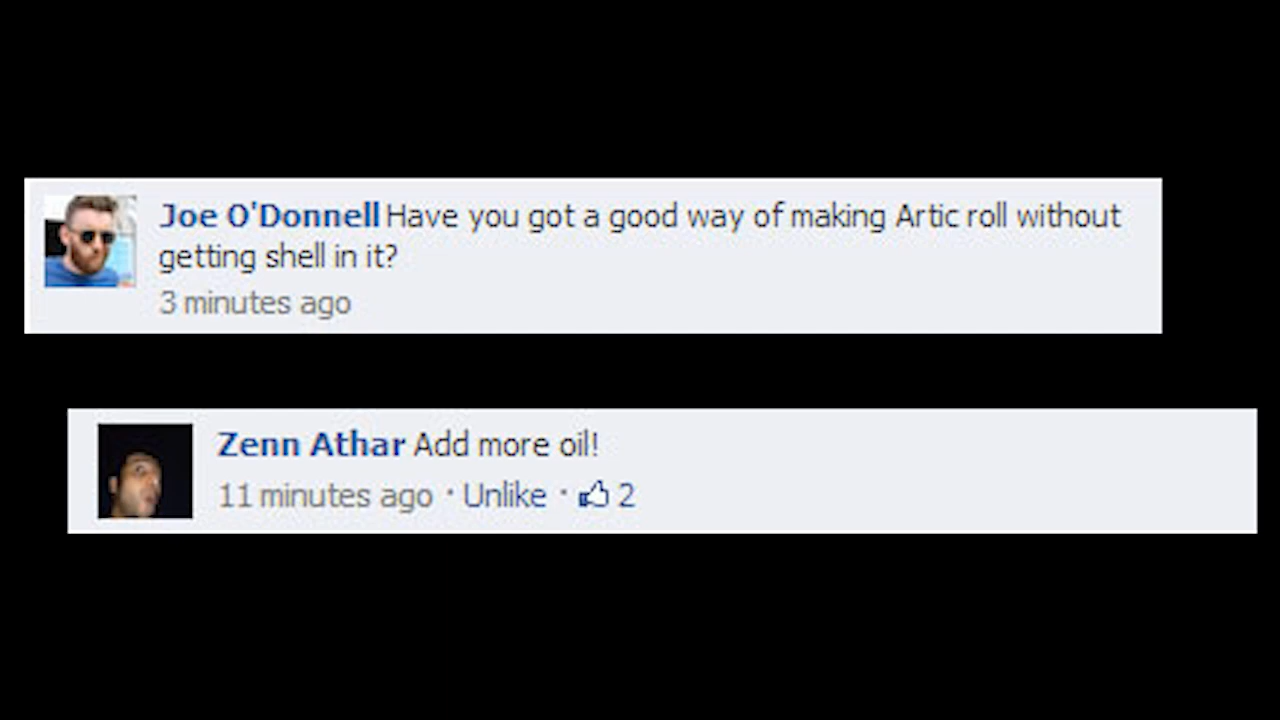 Joe O'Donnell Have you got a good way of making Artic roll without
getting shell in it?
3 minutes ago
Zenn Athar Add more oil!
11 minutes ago · Unlike · 2